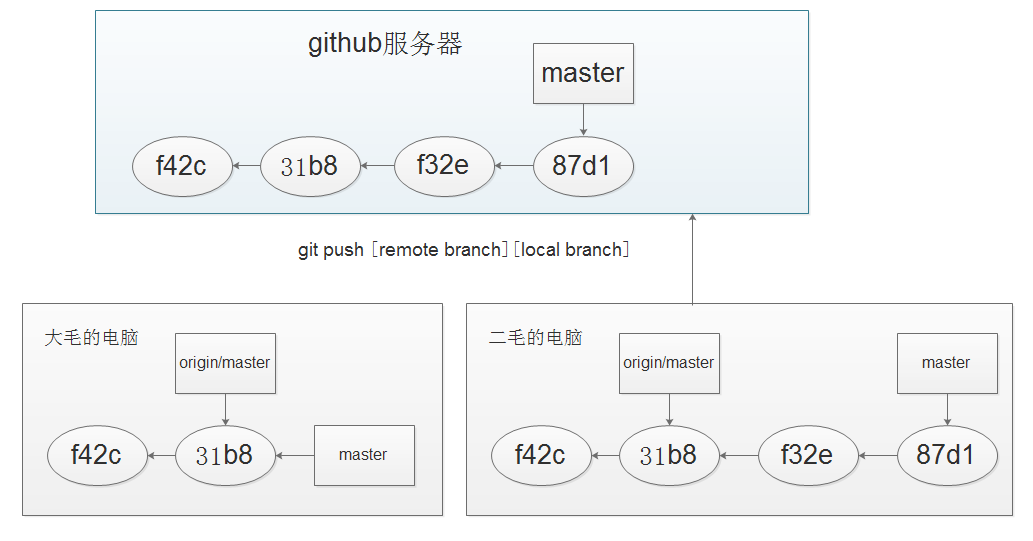 github服务器
master
f42c
31b8
f32e
87d1
git push [remote branch][local branch]
大毛的电脑
origin/master
f42c
31b8
master
二毛的电脑
origin/master
master
f42c
31b8
f32e
87d1